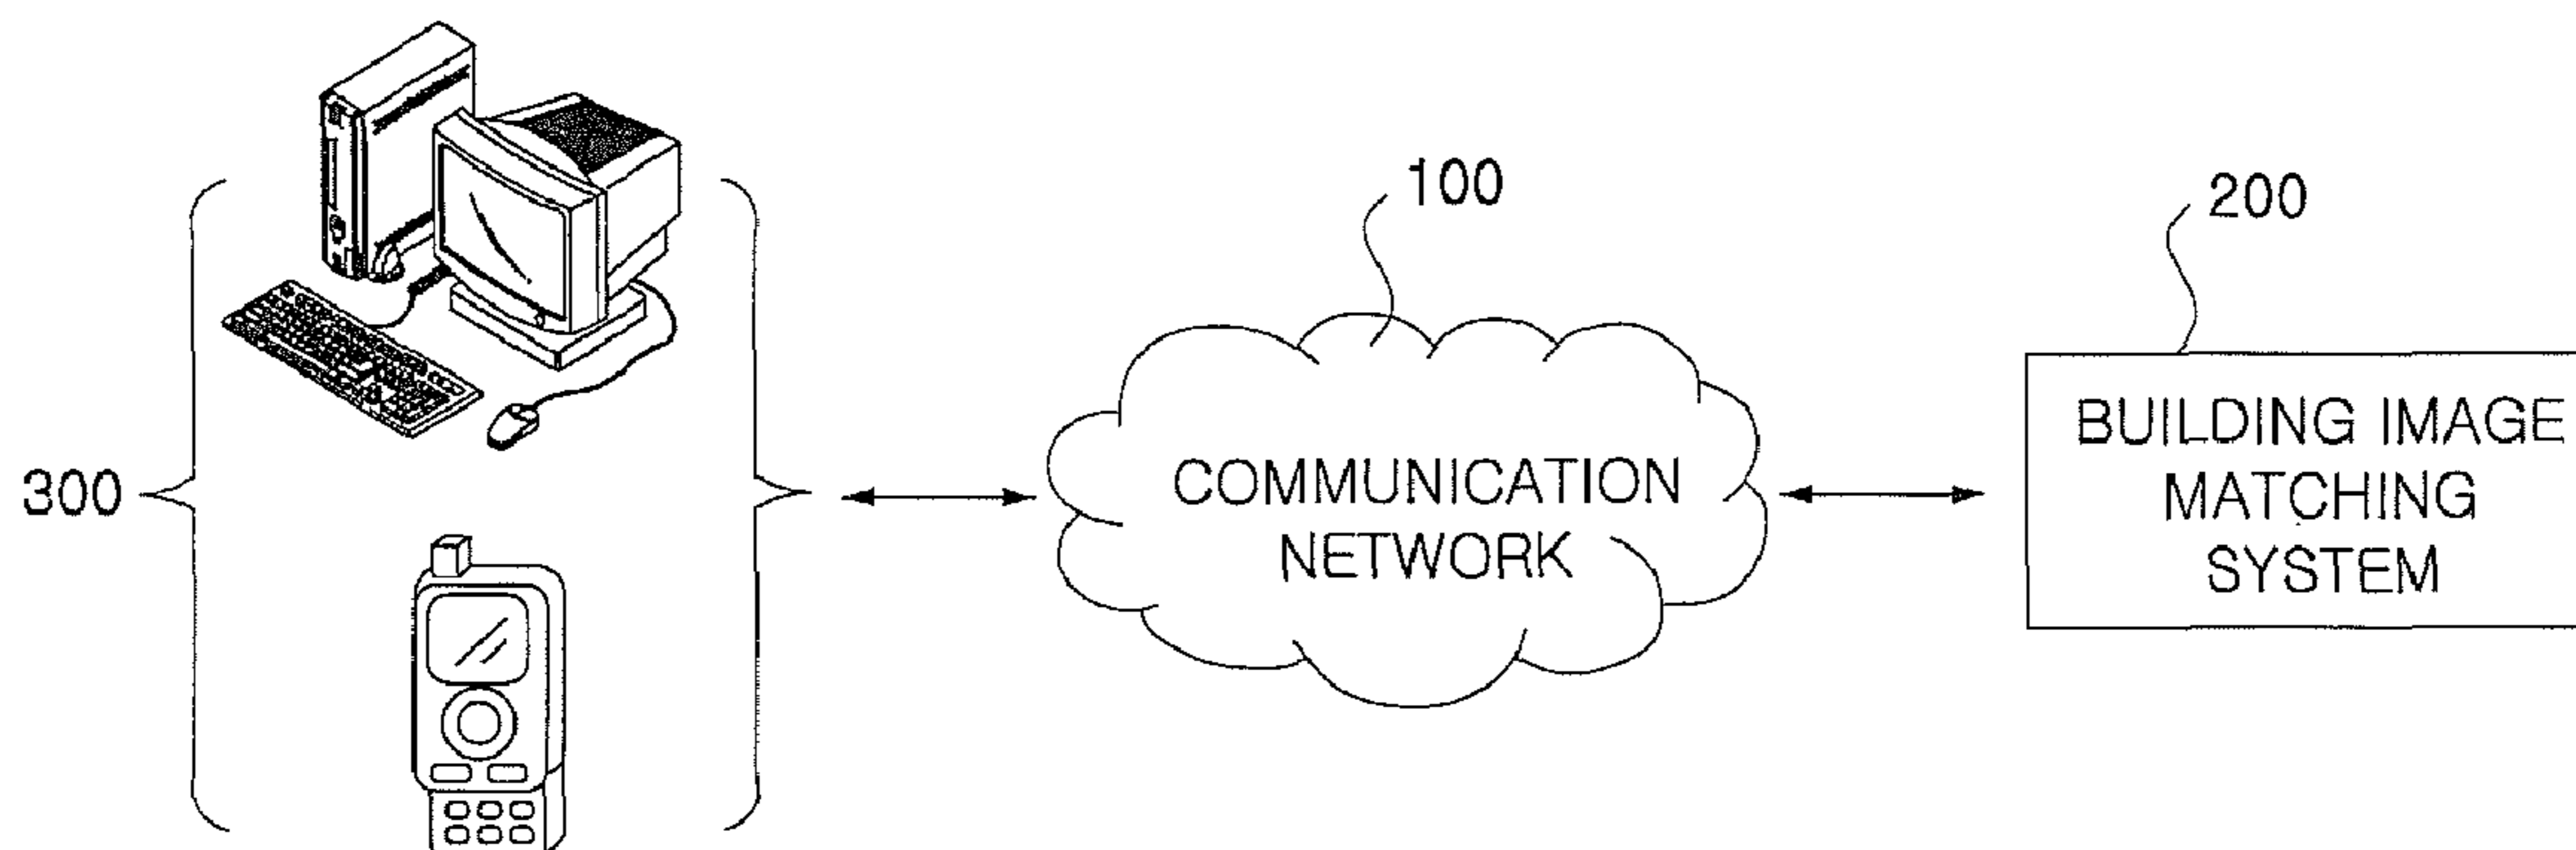 100
200
300
COMMUNICATION
NETWORK
BUILDING IMAGE
MATCHING
SYSTEM